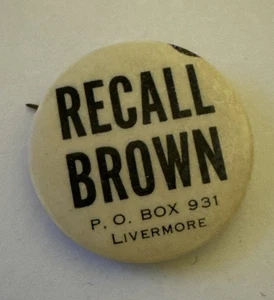 RECALL
BROWN
P. O. BOX 931
LIVERMORE